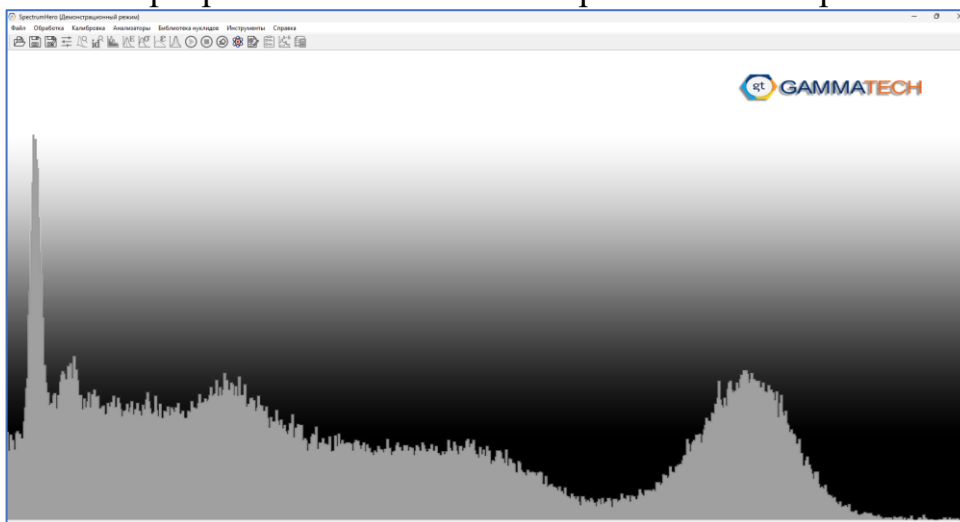 SpectrumHero (Демонстрационный режим)
Файл Обработка Калибровка Анализаторы Библиотека нуклидов Инструменты Справка
gt GAMMATECH